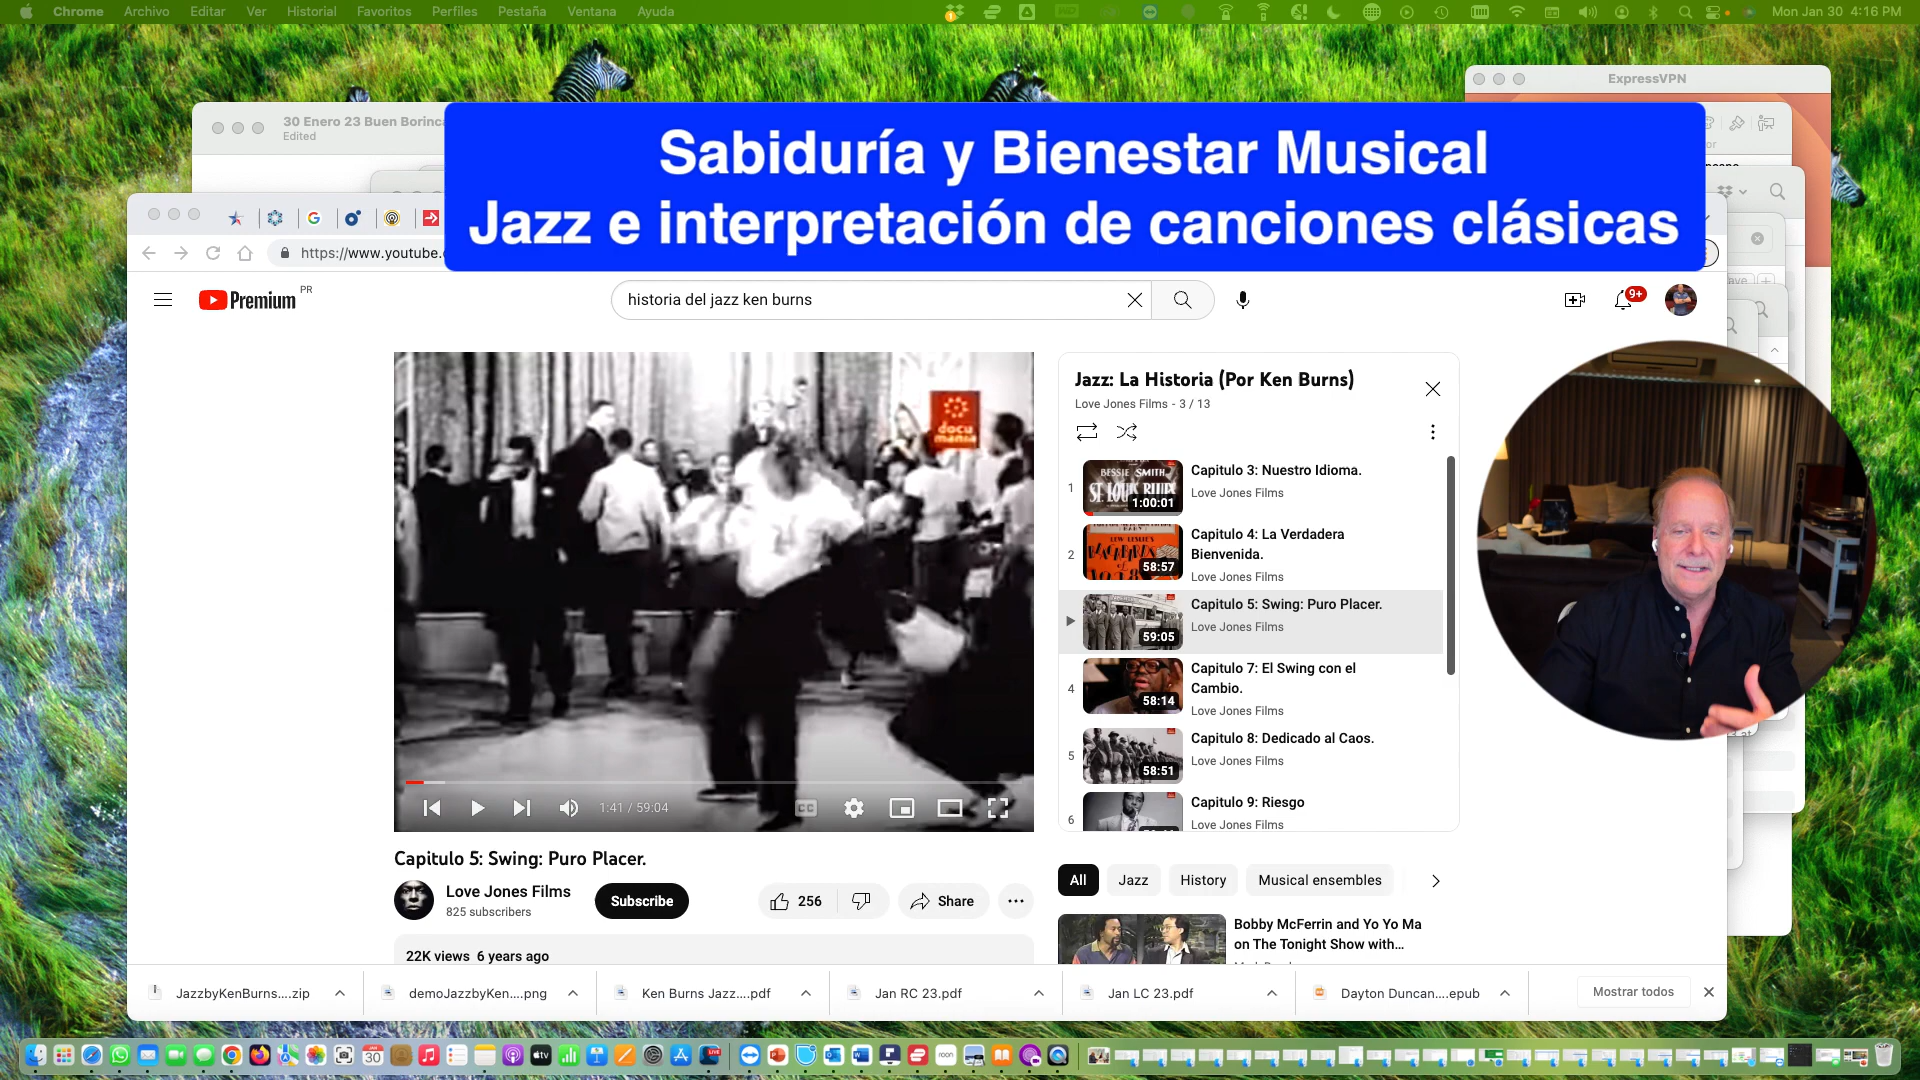 Chrome Archivo Editar Ver Historial Favoritos Perfiles Pestaña Ventana Ayuda
Mon Jan 30 4:16 PM
ExpressVPN
30 Enero 23 Buen Borinca
Edited
Sabiduría y Bienestar Musical
Jazz e interpretación de canciones clásicas
https://www.youtube.
Premium PR
historia del jazz ken burns
9+
docu
mania
1:41 / 59:04
CC
Capitulo 5: Swing: Puro Placer.
Love Jones Films
825 subscribers
Subscribe
256
Share
22K views 6 years ago
Jazz: La Historia (Por Ken Burns)
Love Jones Films - 3 / 13
1
BESSIE SMITH
1:00:01
Capitulo 3: Nuestro Idioma.
Love Jones Films
2
58:57
Capitulo 4: La Verdadera
Bienvenida.
Love Jones Films
59:05
Capitulo 5: Swing: Puro Placer.
Love Jones Films
4
58:14
Capitulo 7: El Swing con el
Cambio.
Love Jones Films
5
58:51
Capitulo 8: Dedicado al Caos.
Love Jones Films
6
Capitulo 9: Riesgo
Love Jones Films
All
Jazz
History
Musical ensembles
Bobby McFerrin and Yo Yo Ma
on The Tonight Show with...
JazzbyKenBurns....zip
demoJazzbyKen....png
Ken Burns Jazz....pdf
Jan RC 23.pdf
Jan LC 23.pdf
Dayton Duncan....epub
Mostrar todos